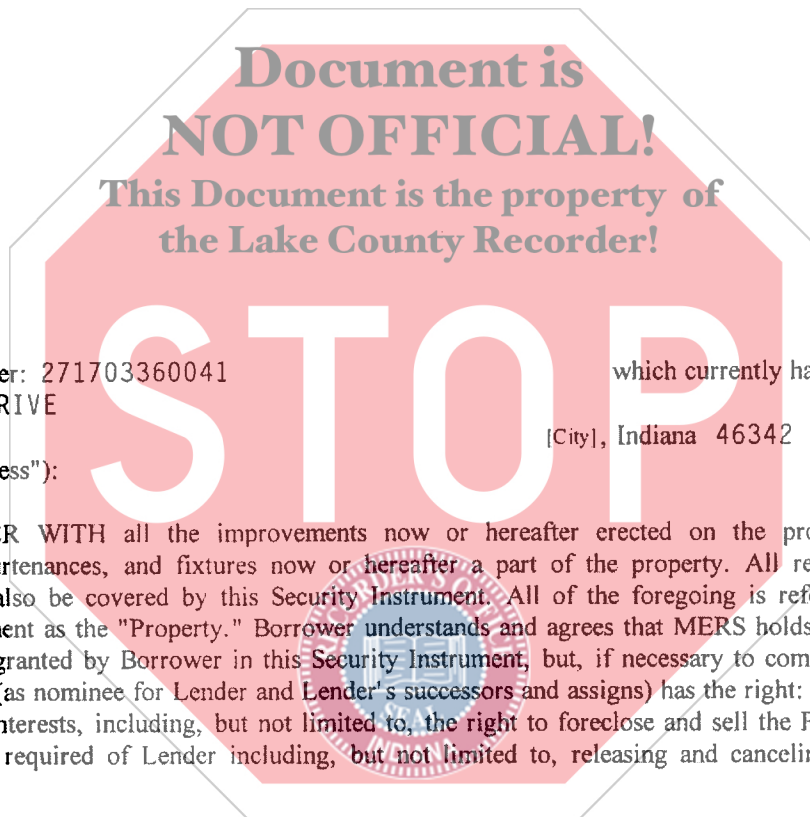 Document is
NOT OFFICIAL!
This Document is the property of
the Lake County Recorder!
STOP
er: 271703360041 which currently ha
RIVE
[City], Indiana 46342
ess"):
ER WITH all the improvements now or hereafter erected on the pro
rtenances, and fixtures now or hereafter a part of the property. All re
also be covered by this Security Instrument. All of the foregoing is ref
ment as the "Property." Borrower understands and agrees that MERS holds
granted by Borrower in this Security Instrument, but, if necessary to com
(as nominee for Lender and Lender's successors and assigns) has the right:
nterests, including, but not limited to, the right to foreclose and sell the P
required of Lender including, but not limited to, releasing and cancelin
RECORDER'S OFFICE
SEAL
INDIANA